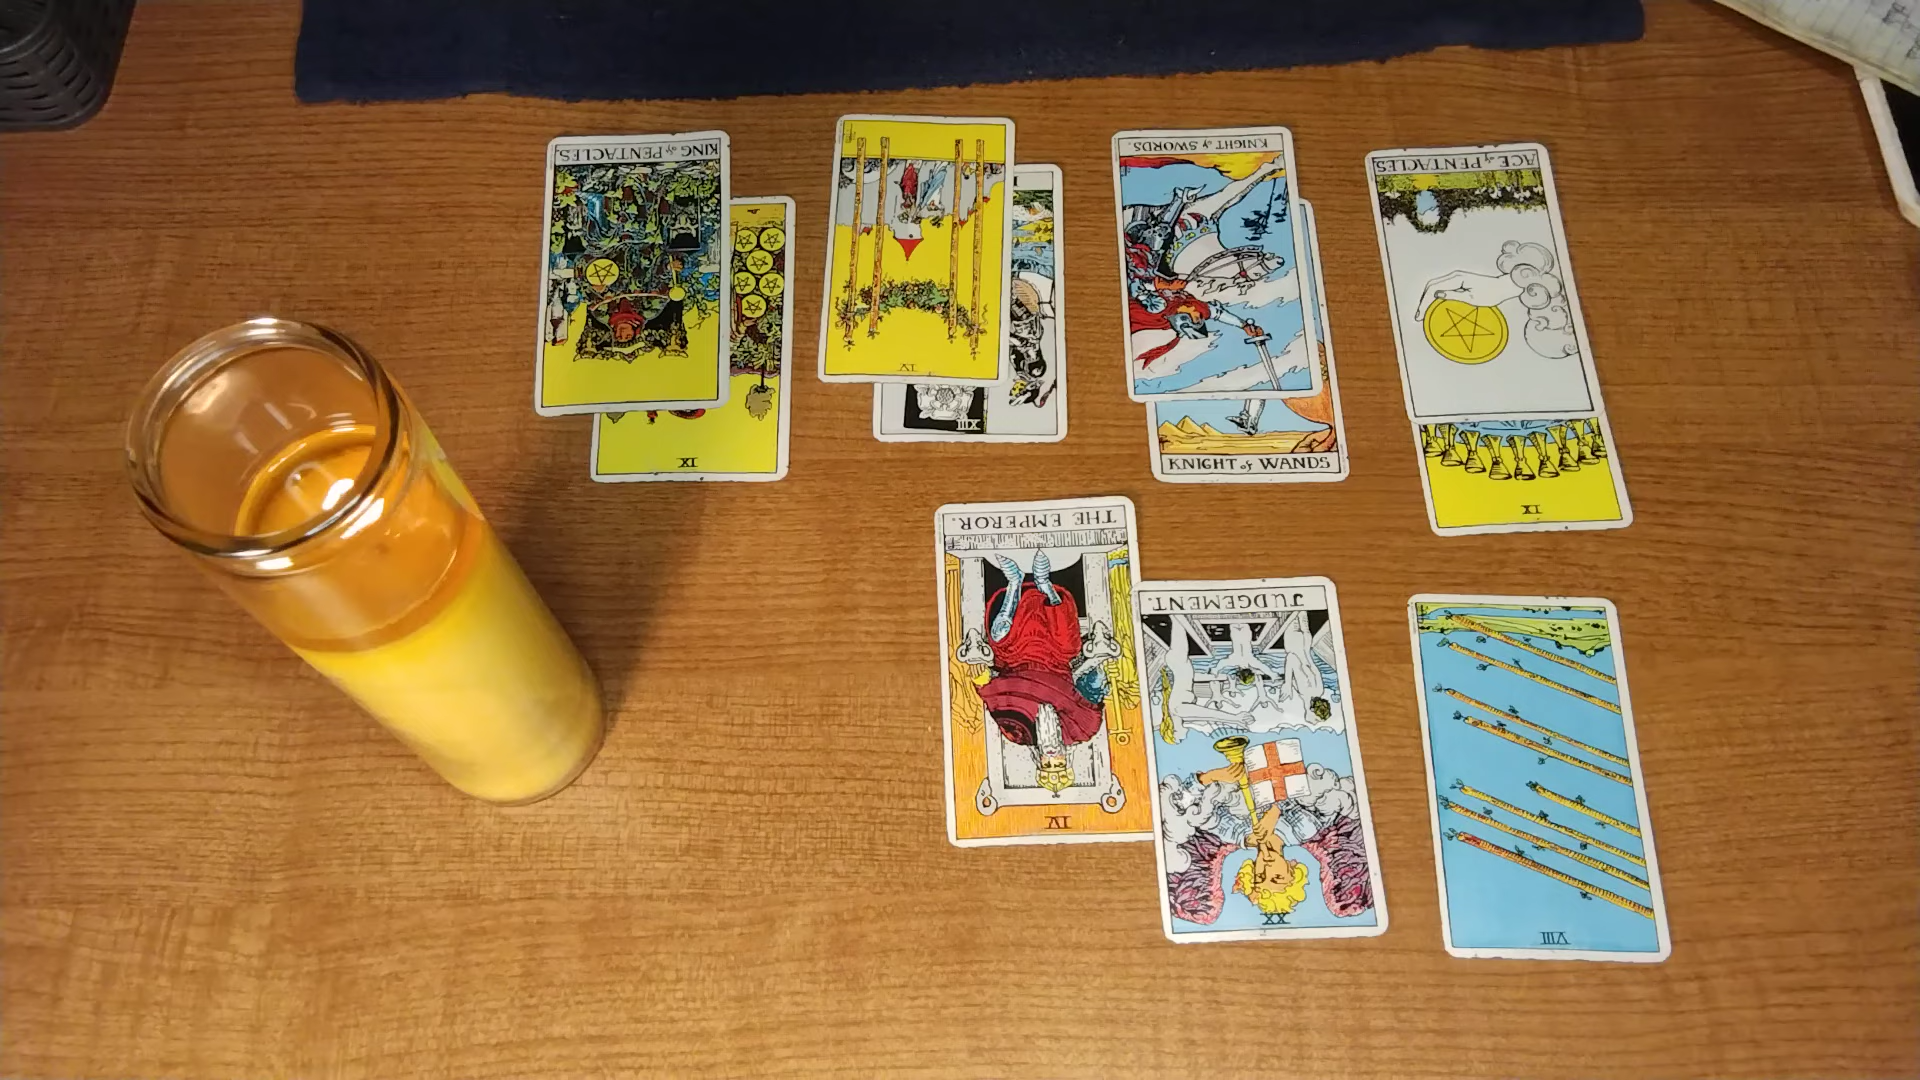 KING of PENTACLES.
IX
IV
XIII
KNIGHT of SWORDS.
KNIGHT of WANDS
ACE of PENTACLES
IX
THE EMPEROR.
IV
JUDGEMENT.
XX
VIII